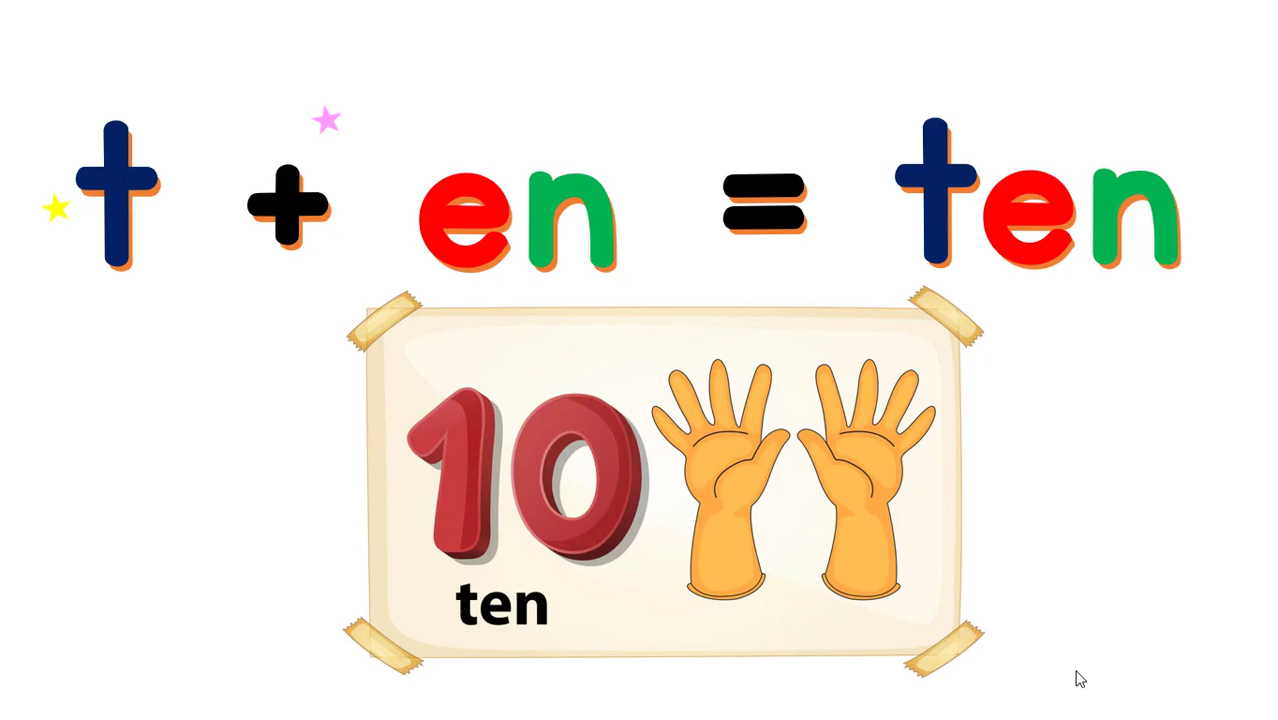 t + en = ten
10
ten